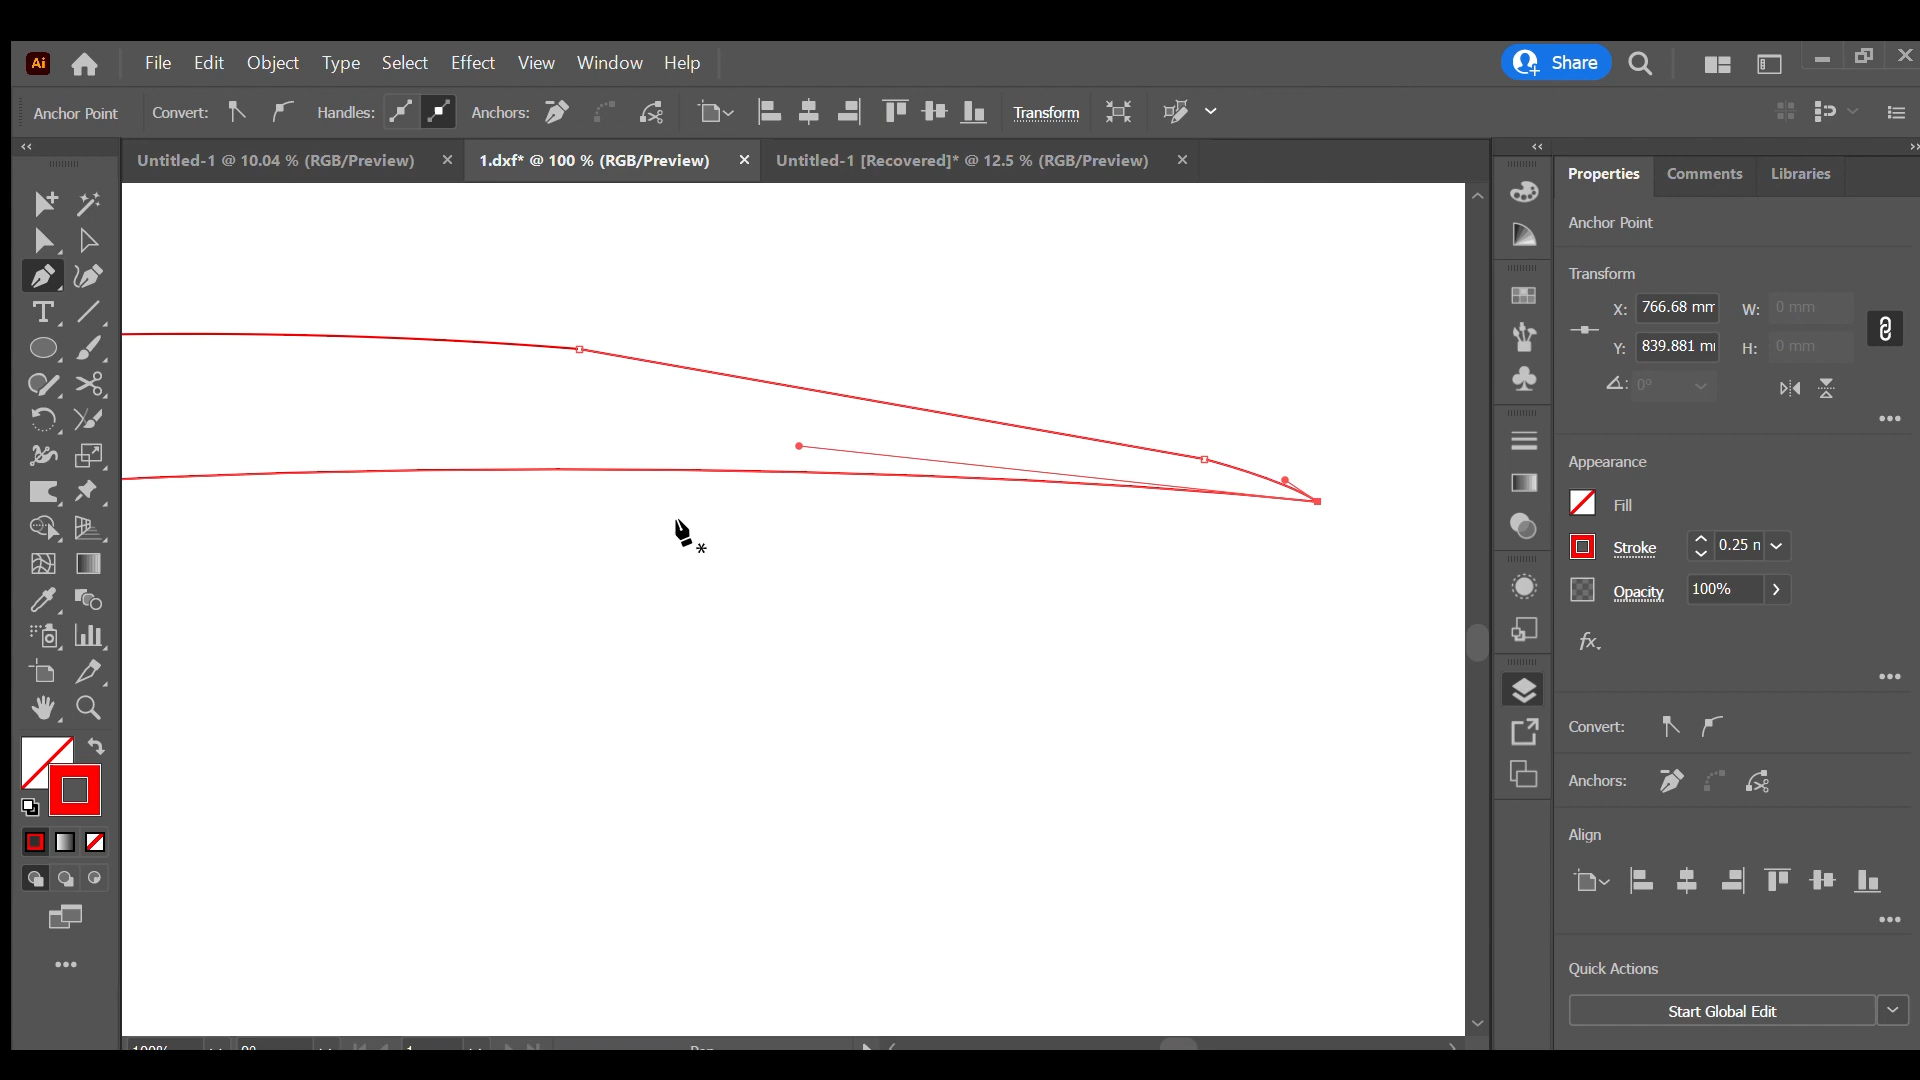 Ai File Edit Object Type Select Effect View Window Help Share
Anchor Point Convert: Handles: Anchors: Transform
Untitled-1 @ 10.04 % (RGB/Preview) × 1.dxf* @ 100 % (RGB/Preview) × Untitled-1 [Recovered]* @ 12.5 % (RGB/Preview) ×
Properties Comments Libraries
Anchor Point
Transform
X: 766.68 mm W: 0 mm
Y: 839.881 m H: 0 mm
0°
Appearance
Fill
Stroke 0.25 
Opacity 100%
fx
Convert:
Anchors:
Align
Quick Actions
Start Global Edit